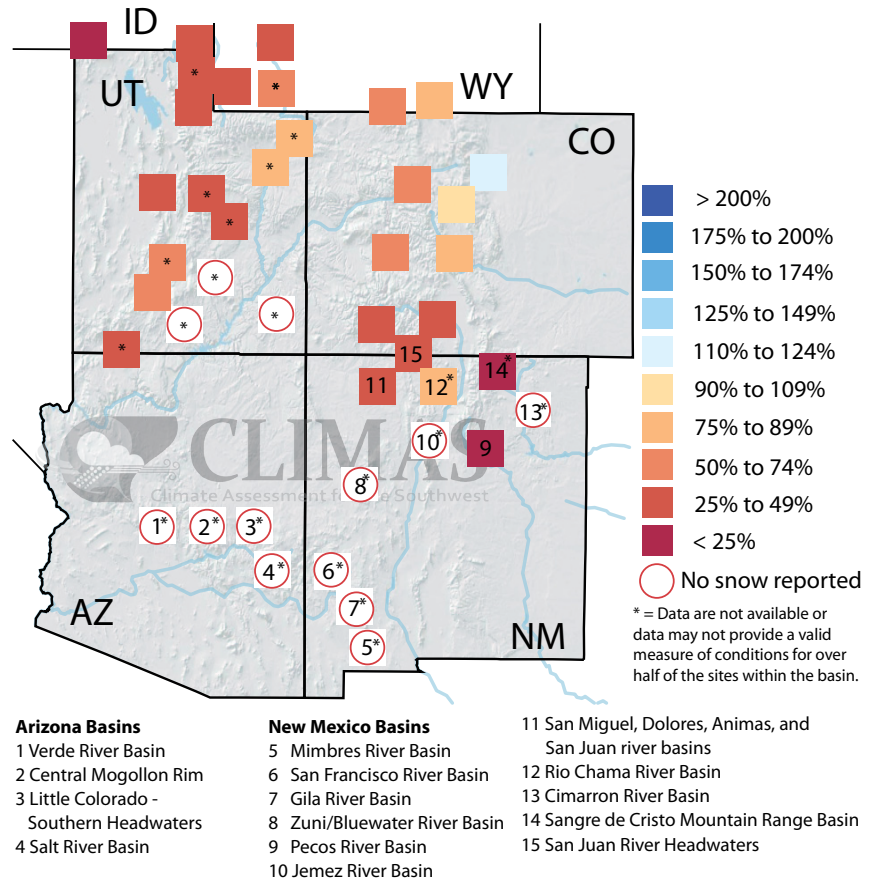 ID
UT
WY
CO
*
*
*
*
*
*
*
*
*
*
*
*
15
14*
11
12*
13*
10*
9
CLIMAS
Climate Assessment for the Southwest
8*
1*
2*
3*
4*
6*
7*
5*
AZ
NM
> 200%
175% to 200%
150% to 174%
125% to 149%
110% to 124%
90% to 109%
75% to 89%
50% to 74%
25% to 49%
< 25%
No snow reported
* = Data are not available or
data may not provide a valid
measure of conditions for over
half of the sites within the basin.
Arizona Basins
1 Verde River Basin
2 Central Mogollon Rim
3 Little Colorado -
Southern Headwaters
4 Salt River Basin
New Mexico Basins
5 Mimbres River Basin
6 San Francisco River Basin
7 Gila River Basin
8 Zuni/Bluewater River Basin
9 Pecos River Basin
10 Jemez River Basin
11 San Miguel, Dolores, Animas, and
San Juan river basins
12 Rio Chama River Basin
13 Cimarron River Basin
14 Sangre de Cristo Mountain Range Basin
15 San Juan River Headwaters